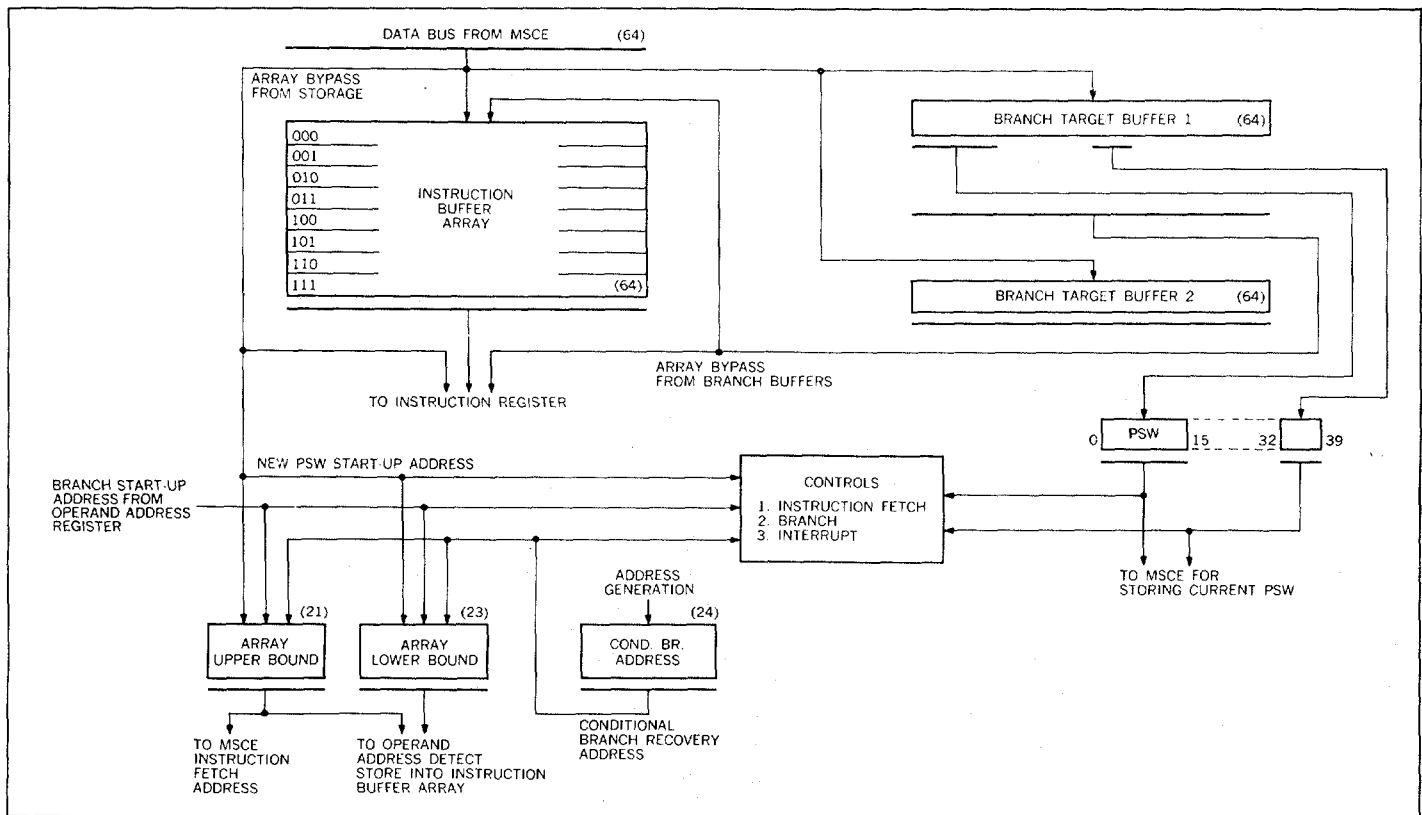 DATA BUS FROM MSCE (64)
ARRAY BYPASS
FROM STORAGE
BRANCH TARGET BUFFER 1 (64)
000
001
010
011
100
101
110
111
INSTRUCTION
BUFFER
ARRAY
(64)
BRANCH TARGET BUFFER 2 (64)
ARRAY BYPASS
FROM BRANCH BUFFERS
TO INSTRUCTION REGISTER
0 PSW 15 32 39
NEW PSW START-UP ADDRESS
BRANCH START-UP
ADDRESS FROM
OPERAND ADDRESS
REGISTER
CONTROLS
1. INSTRUCTION FETCH
2. BRANCH
3. INTERRUPT
TO MSCE FOR
STORING CURRENT PSW
ADDRESS
GENERATION
(21)
ARRAY
UPPER BOUND
(23)
ARRAY
LOWER BOUND
(24)
COND. BR.
ADDRESS
TO MSCE
INSTRUCTION
FETCH
ADDRESS
TO OPERAND
ADDRESS DETECT
STORE INTO INSTRUCTION
BUFFER ARRAY
CONDITIONAL
BRANCH RECOVERY
ADDRESS